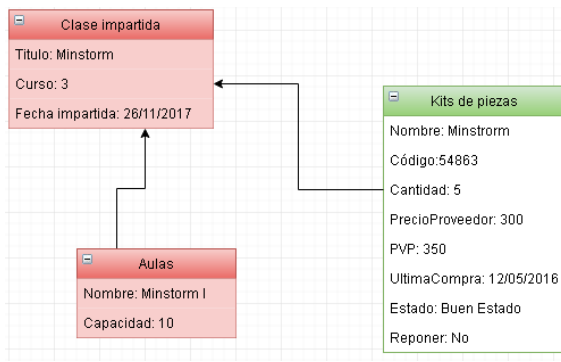 Clase impartida
Titulo: Minstorm
Curso: 3
Fecha impartida: 26/11/2017
Kits de piezas
Nombre: Minstrorm
Código:54863
Cantidad: 5
PrecioProveedor: 300
PVP: 350
UltimaCompra: 12/05/2016
Estado: Buen Estado
Reponer: No
Aulas
Nombre: Minstorm I
Capacidad: 10